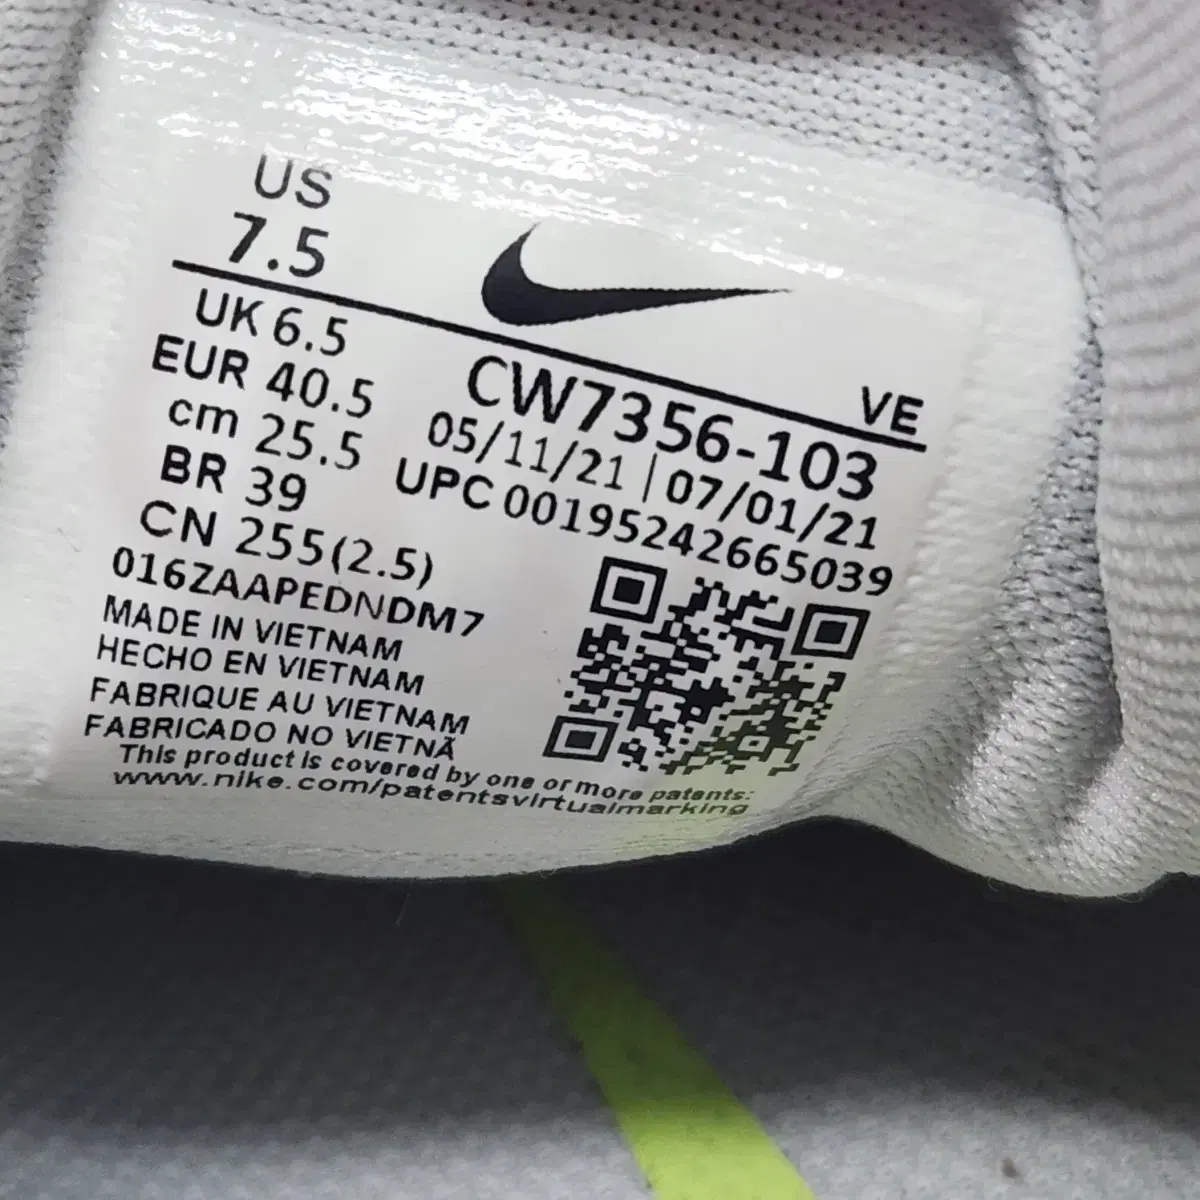 US
7.5
UK 6.5
EUR 40.5
cm 25.5
BR 39
CN 255(2.5)
VE
CW7356-103
05/11/21 | 07/01/21
UPC 00195242665039
016ZAAPEDNDM7
MADE IN VIETNAM
HECHO EN VIETNAM
FABRIQUE AU VIETNAM
FABRICADO NO VIETNÃ
This product is covered by one or more patents:
www.nike.com/patentsvirtualmarking